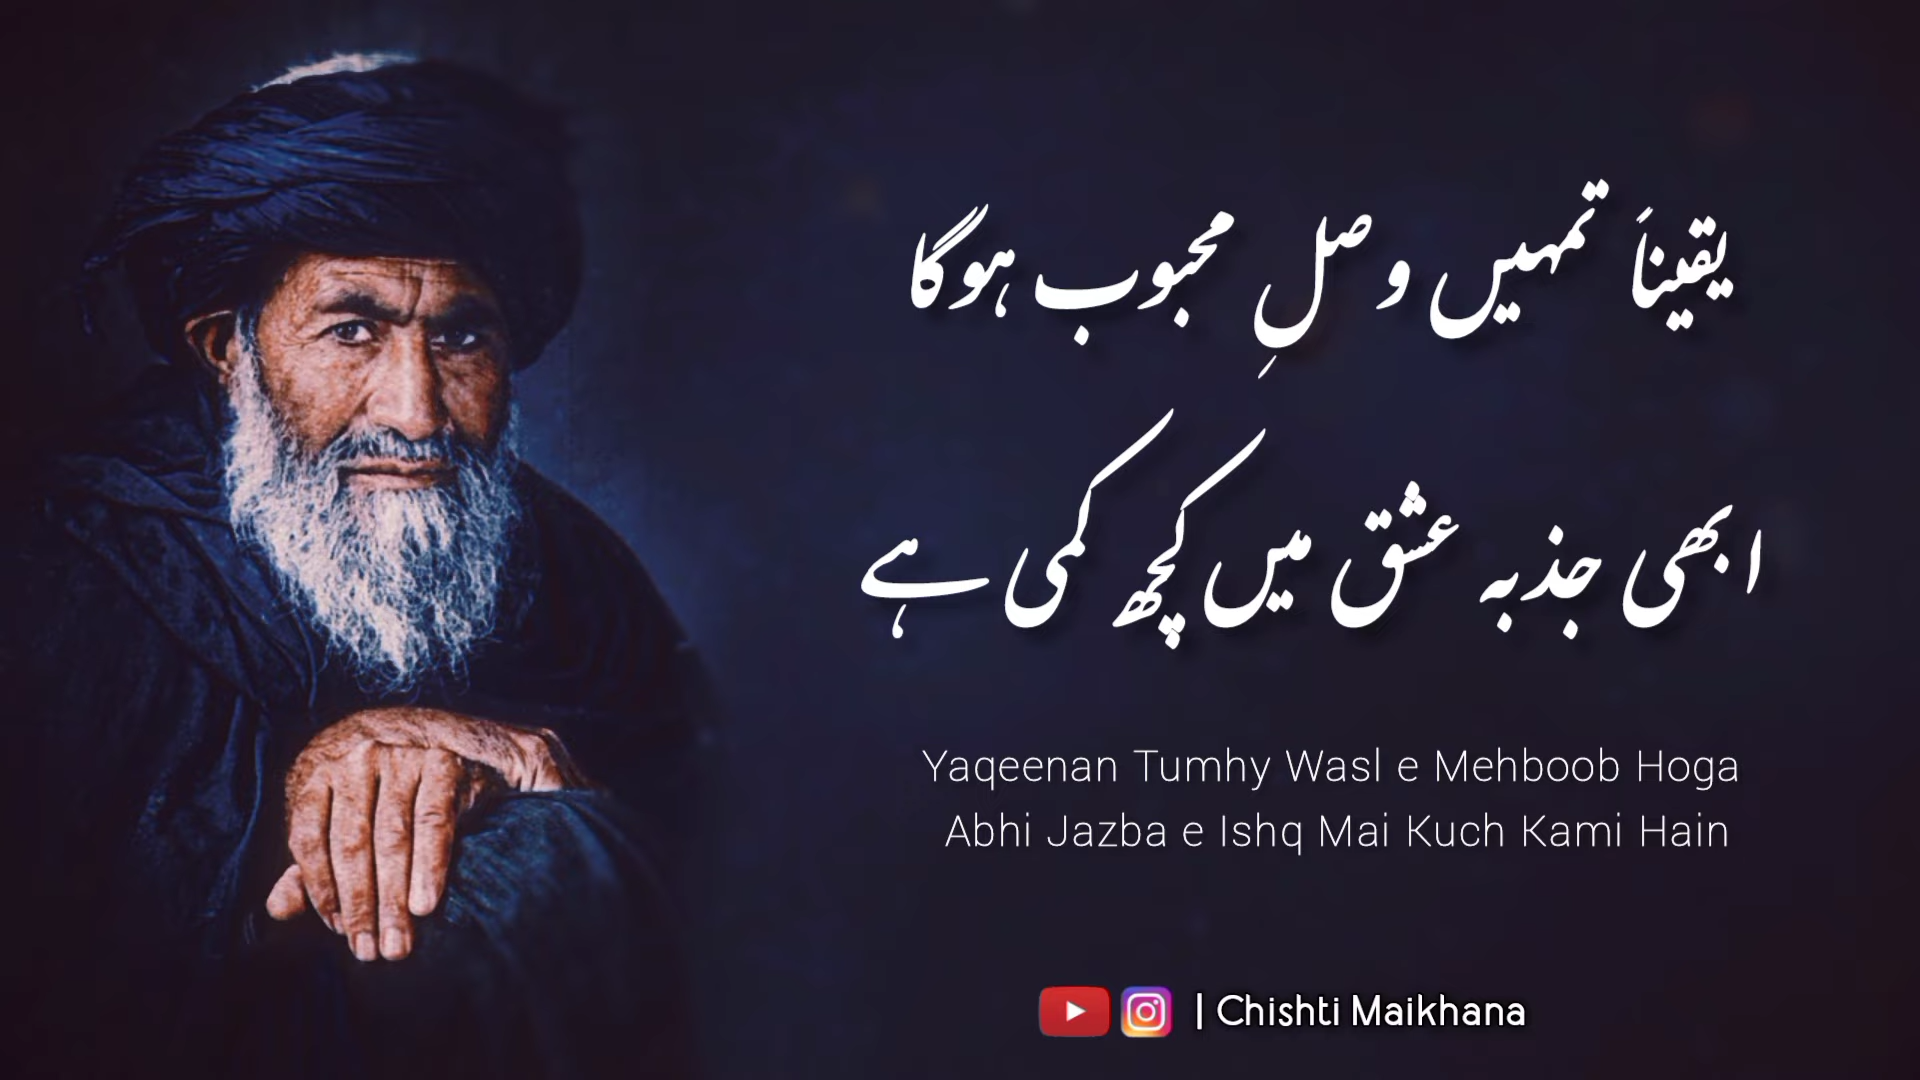 یقیناً تمہیں وصلِ محبوب ہوگا
ابھی جذبہ عشق میں کچھ کمی ہے
Yaqeenan Tumhy Wasl e Mehboob Hoga
Abhi Jazba e Ishq Mai Kuch Kami Hain
| Chishti Maikhana